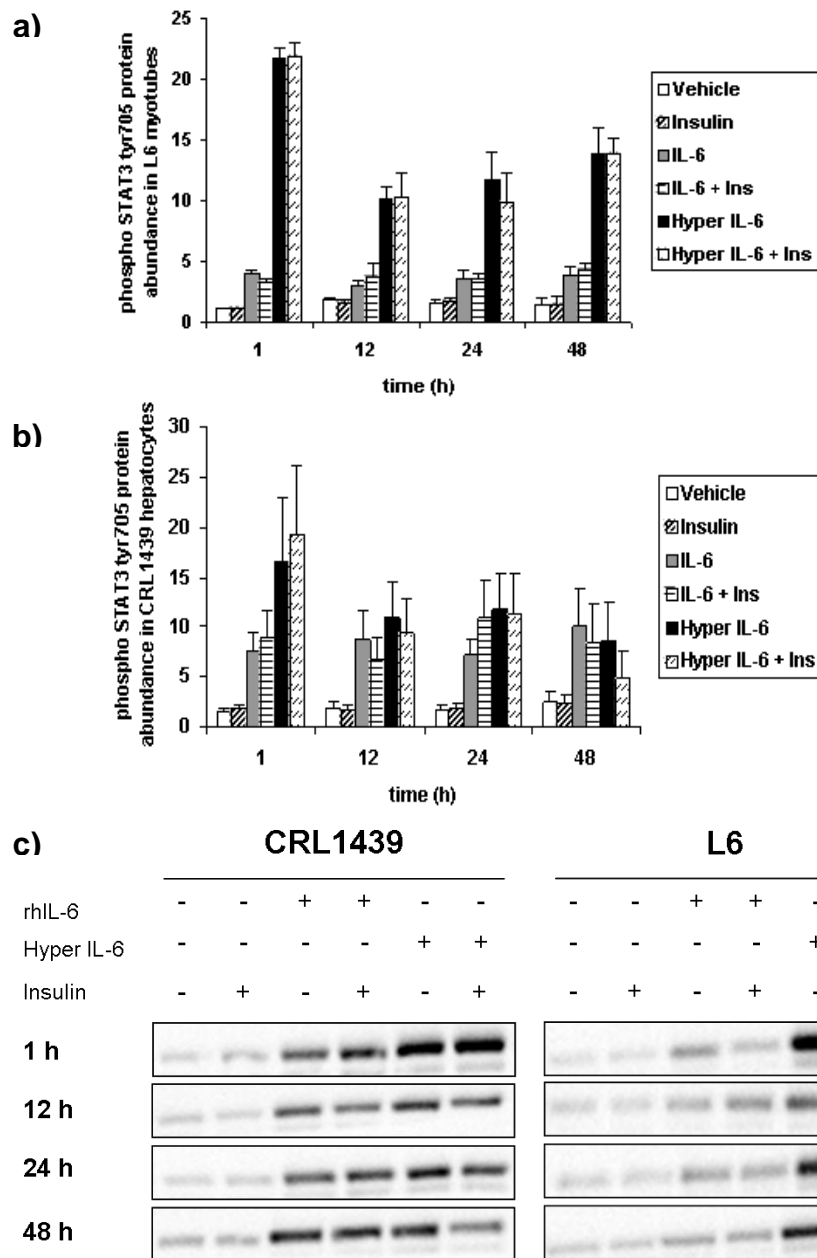 a)
phospho STAT3 tyr705 protein
abundance in L6 myotubes
25
20
15
10
5
0
1 12 24 48
time (h)
Vehicle
Insulin
IL-6
IL-6 + Ins
Hyper IL-6
Hyper IL-6 + Ins
b)
phospho STAT3 tyr705 protein
abundance in CRL1439 hepatocytes
30
25
20
15
10
5
0
1 12 24 48
time (h)
Vehicle
Insulin
IL-6
IL-6 + Ins
Hyper IL-6
Hyper IL-6 + Ins
c)
CRL1439 L6
rhIL-6 - - + + - - - - + + -
Hyper IL-6 - - - - + + - - - - +
Insulin - + - + - + - + - + -
1 h
12 h
24 h
48 h